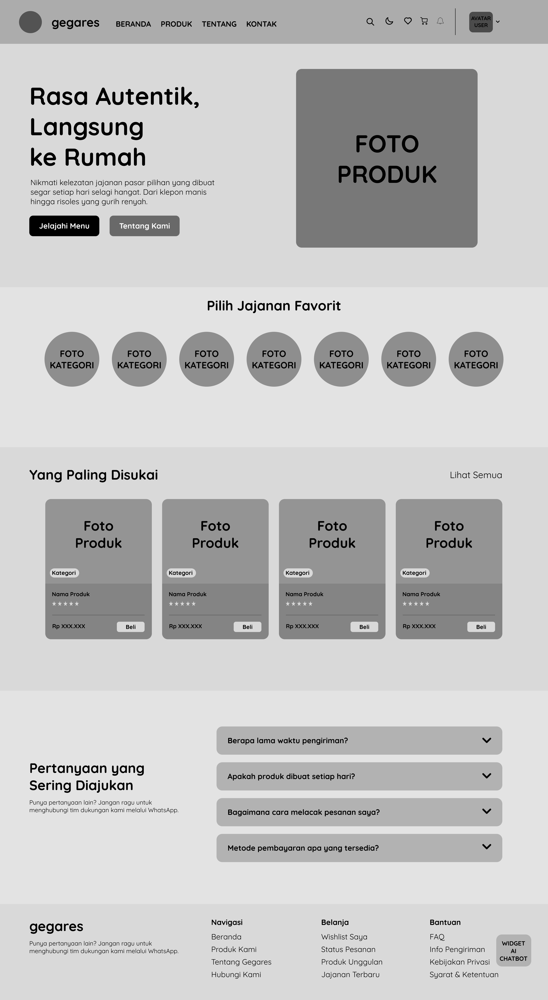 gegares
BERANDA PRODUK TENTANG KONTAK
AVATAR
USER
Rasa Autentik,
Langsung
ke Rumah
Nikmati kelezatan jajanan pasar pilihan yang dibuat
segar setiap hari selagi hangat. Dari klepon manis
hingga risoles yang gurih renyah.
Jelajahi Menu
Tentang Kami
FOTO
PRODUK
Pilih Jajanan Favorit
FOTO
KATEGORI
FOTO
KATEGORI
FOTO
KATEGORI
FOTO
KATEGORI
FOTO
KATEGORI
FOTO
KATEGORI
FOTO
KATEGORI
Yang Paling Disukai
Lihat Semua
Foto
Produk
Kategori
Nama Produk
Rp XXX.XXX
Beli
Foto
Produk
Kategori
Nama Produk
Rp XXX.XXX
Beli
Foto
Produk
Kategori
Nama Produk
Rp XXX.XXX
Beli
Foto
Produk
Kategori
Nama Produk
Rp XXX.XXX
Beli
Pertanyaan yang
Sering Diajukan
Punya pertanyaan lain? Jangan ragu untuk
menghubungi tim dukungan kami melalui WhatsApp.
Berapa lama waktu pengiriman?
Apakah produk dibuat setiap hari?
Bagaimana cara melacak pesanan saya?
Metode pembayaran apa yang tersedia?
gegares
Punya pertanyaan lain? Jangan ragu untuk
menghubungi tim dukungan kami melalui WhatsApp.
Navigasi
Beranda
Produk Kami
Tentang Gegares
Hubungi Kami
Belanja
Wishlist Saya
Status Pesanan
Produk Unggulan
Jajanan Terbaru
Bantuan
FAQ
Info Pengiriman
Kebijakan Privasi
Syarat & Ketentuan
WIDGET
AI
CHATBOT